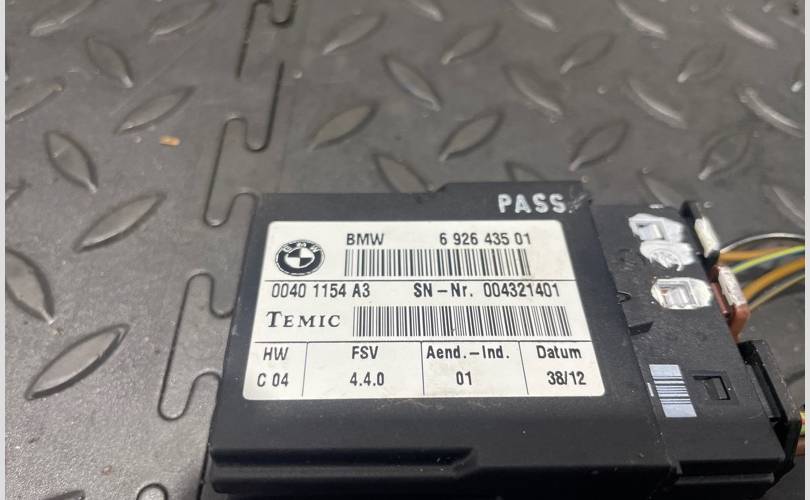 PASS
BMW 6 926 435 01
BMW
0040 1154 A3 SN-Nr. 004321401
TEMIC
HW FSV Aend.-Ind. Datum
C 04 4.4.0 01 38/12